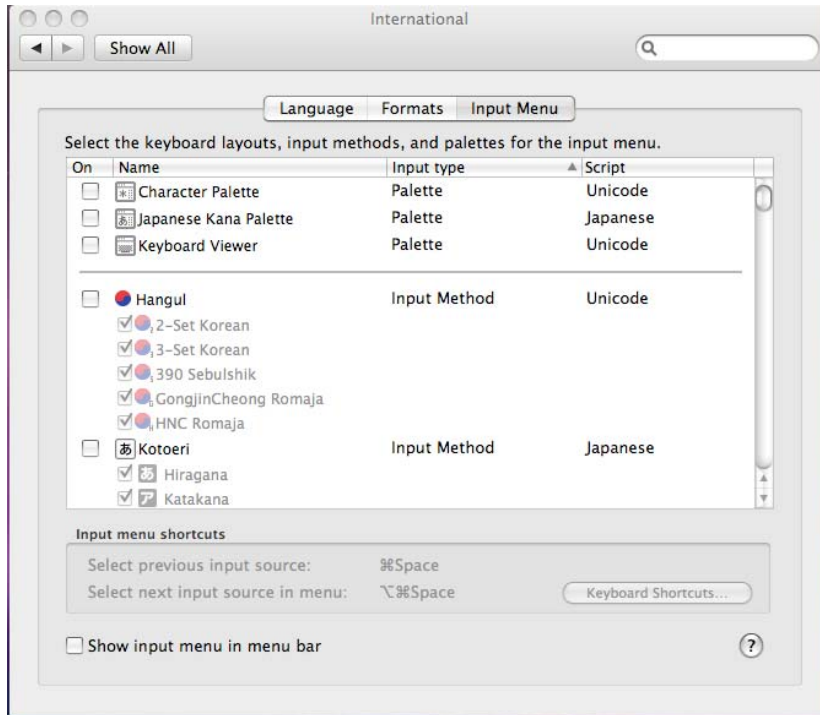 International
Show All
Language Formats Input Menu
Select the keyboard layouts, input methods, and palettes for the input menu.
On Name Input type Script
Character Palette Palette Unicode
あ Japanese Kana Palette Palette Japanese
Keyboard Viewer Palette Unicode
Hangul Input Method Unicode
2-Set Korean
3-Set Korean
390 Sebulshik
GongjinCheong Romaja
HNC Romaja
あ Kotoeri Input Method Japanese
あ Hiragana
ア Katakana
Input menu shortcuts
Select previous input source: ⌘Space
Select next input source in menu: ⌥⌘Space Keyboard Shortcuts...
Show input menu in menu bar ?